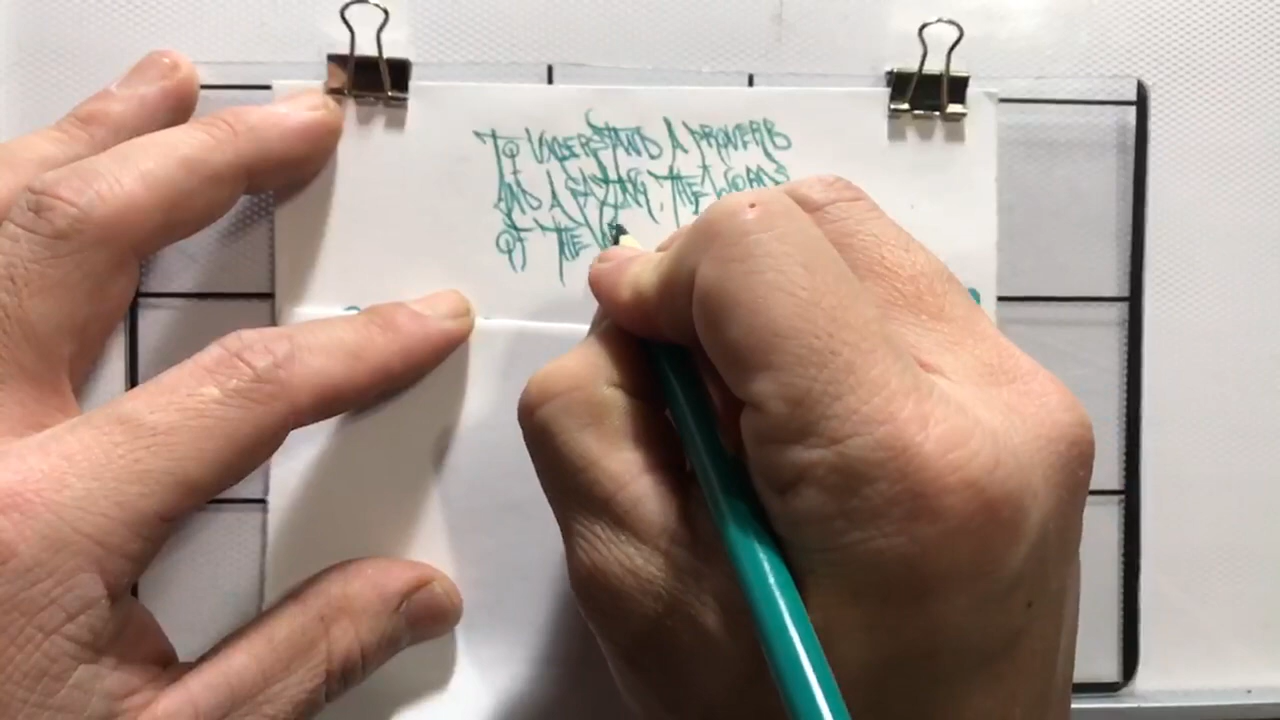 TO UNDERSTAND A PROVERB
AND A SAYING, THE WORDS
OF THE